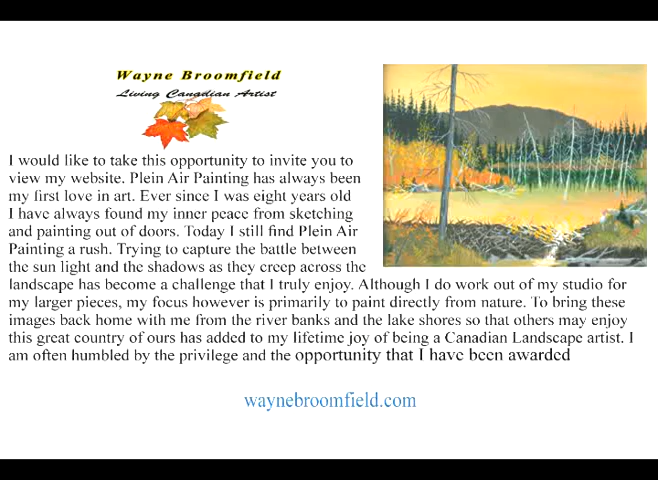 Wayne Broomfield
Living Canadian Artist
I would like to take this opportunity to invite you to
view my website. Plein Air Painting has always been
my first love in art. Ever since I was eight years old
I have always found my inner peace from sketching
and painting out of doors. Today I still find Plein Air
Painting a rush. Trying to capture the battle between
the sun light and the shadows as they creep across the
landscape has become a challenge that I truly enjoy. Although I do work out of my studio for
my larger pieces, my focus however is primarily to paint directly from nature. To bring these
images back home with me from the river banks and the lake shores so that others may enjoy
this great country of ours has added to my lifetime joy of being a Canadian Landscape artist. I
am often humbled by the privilege and the opportunity that I have been awarded
waynebroomfield.com